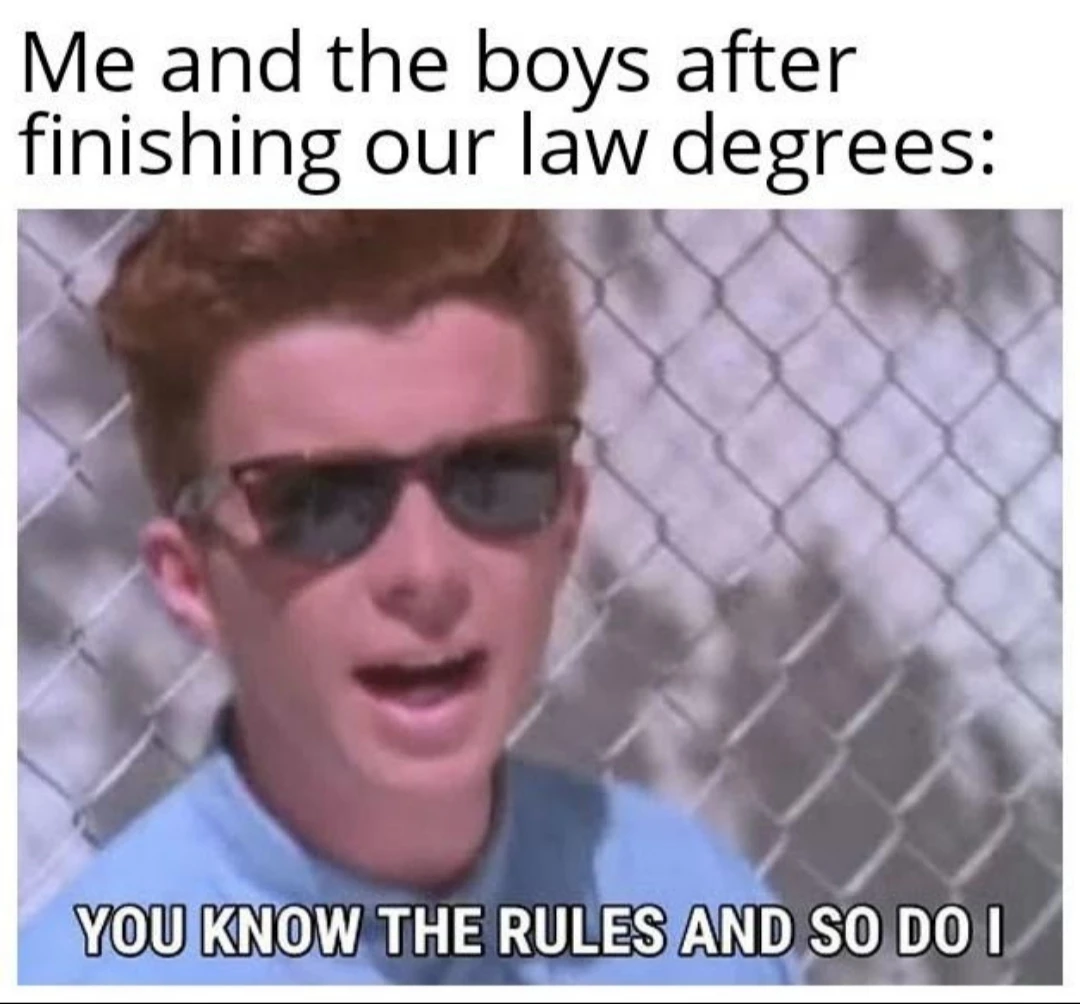 Me and the boys after
finishing our law degrees:
YOU KNOW THE RULES AND SO DO I